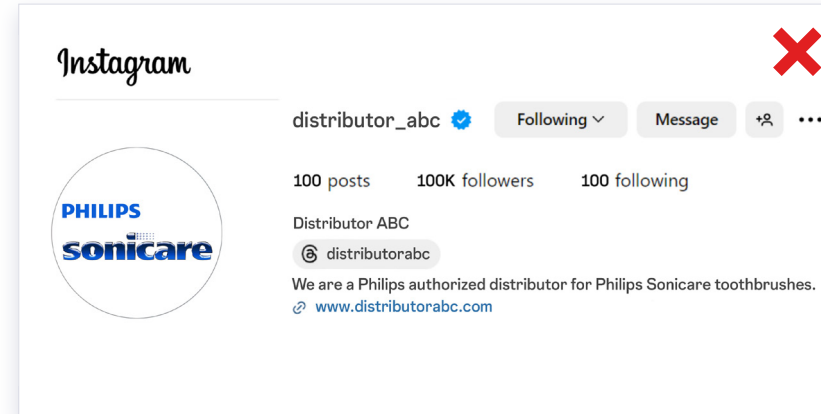 Instagram
distributor_abc Following Message
100 posts 100K followers 100 following
PHILIPS
sonicare
Distributor ABC
distributorabc
We are a Philips authorized distributor for Philips Sonicare toothbrushes.
www.distributorabc.com